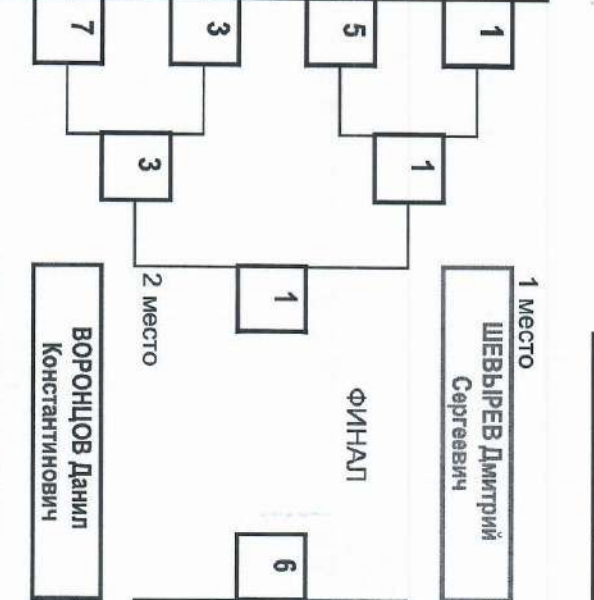 1 место
1
ШЕВЫРЕВ Дмитрий
Сергеевич
1
5
ФИНАЛ
1
6
3
3
2 место
7
ВОРОНЦОВ Данил
Константинович